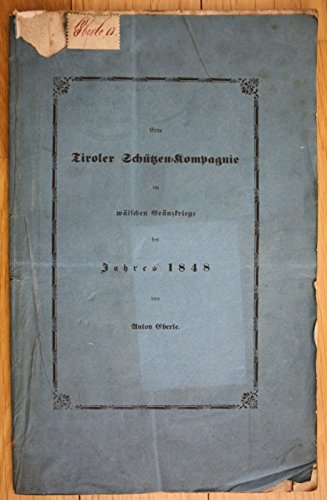 Eberle A.
Eine
Tiroler Schützen-Kompagnie
im
wälschen Gränzkriege
des
Jahres 1848
von
Anton Eberle.